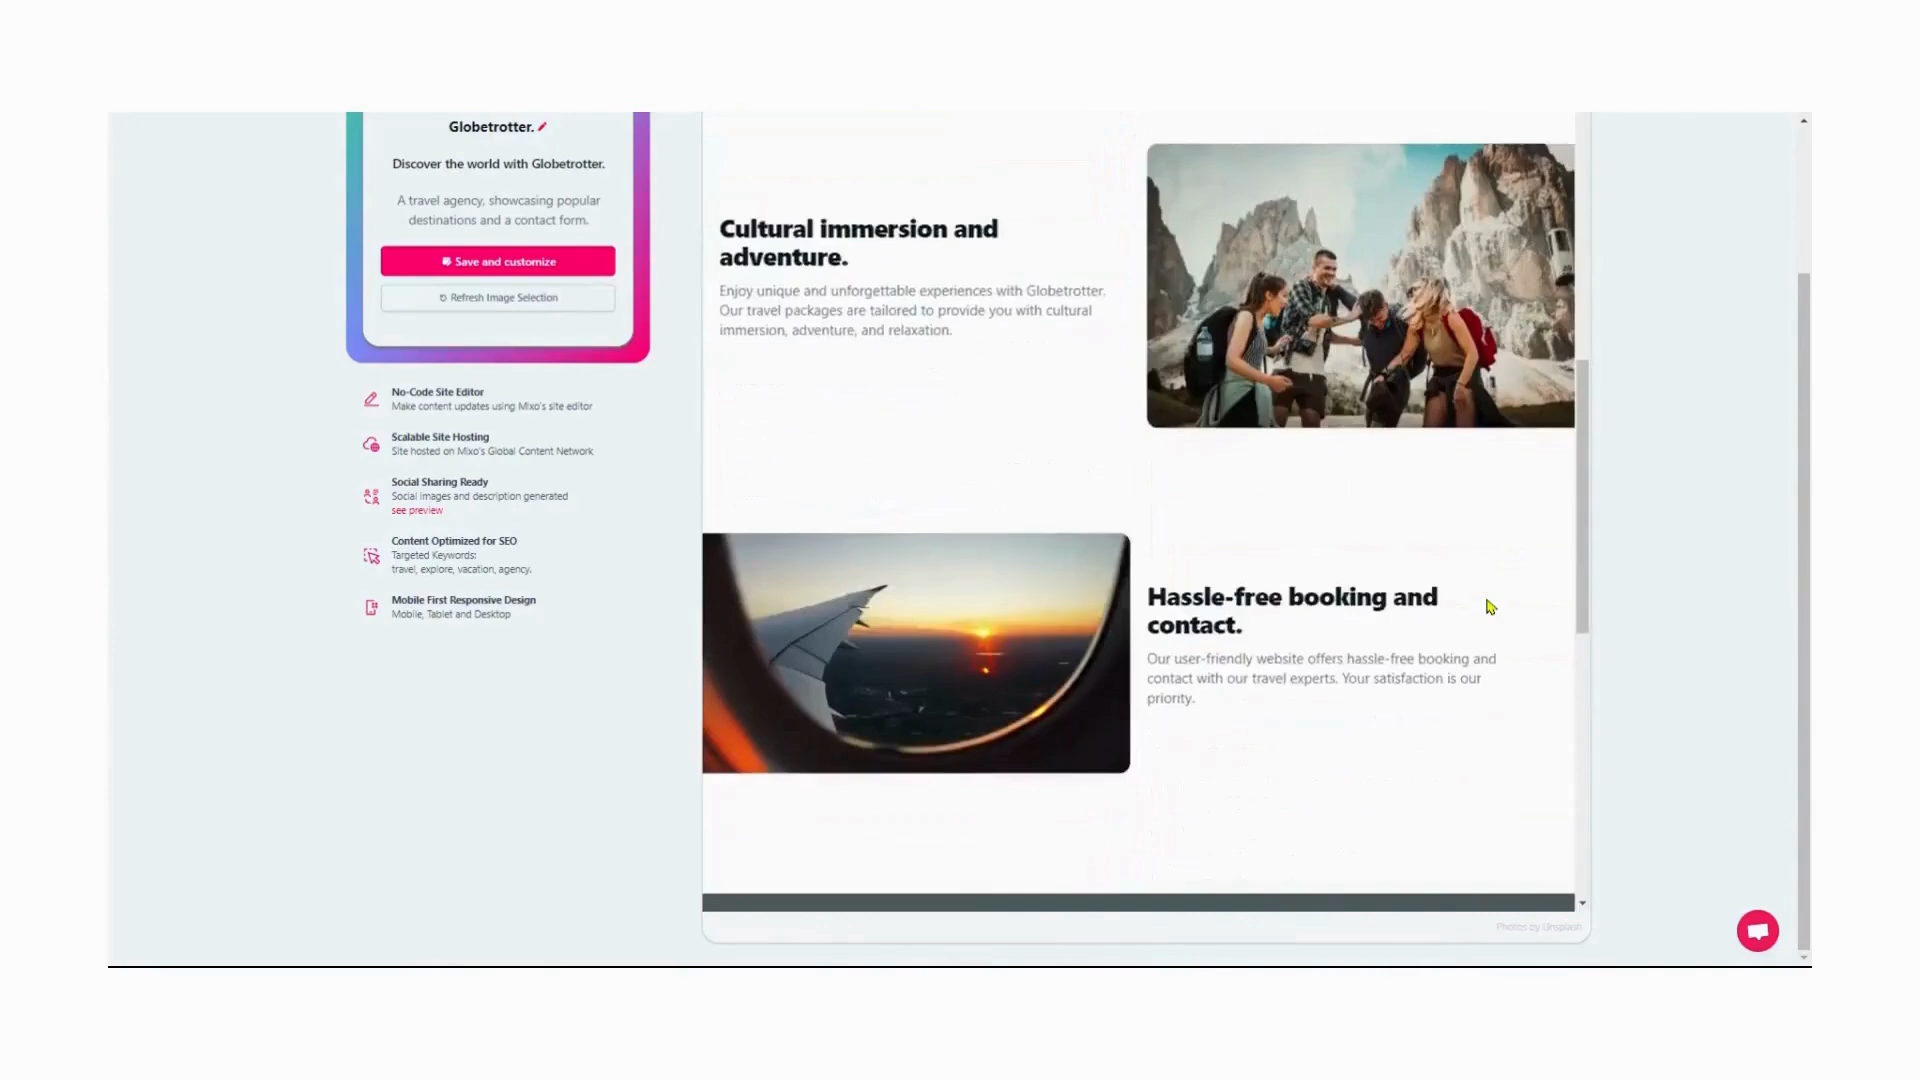 Globetrotter.
Discover the world with Globetrotter.
A travel agency, showcasing popular
destinations and a contact form.
Save and customize
Refresh Image Selection
No-Code Site Editor
Make content updates using Mixo's site editor
Scalable Site Hosting
Site hosted on Mixo's Global Content Network
Social Sharing Ready
Social images and description generated
see preview
Content Optimized for SEO
Targeted Keywords:
travel, explore, vacation, agency.
Mobile First Responsive Design
Mobile, Tablet and Desktop
Cultural immersion and
adventure.
Enjoy unique and unforgettable experiences with Globetrotter.
Our travel packages are tailored to provide you with cultural
immersion, adventure, and relaxation.
Hassle-free booking and
contact.
Our user-friendly website offers hassle-free booking and
contact with our travel experts. Your satisfaction is our
priority.
Photos by Unsplash